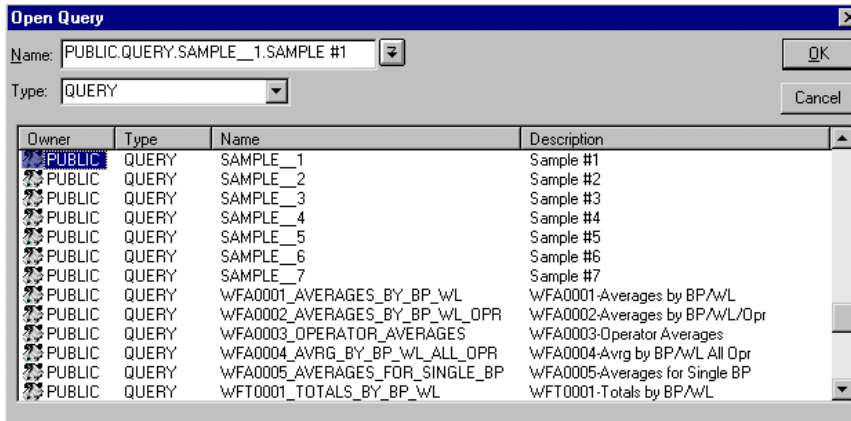 Open Query
Name: PUBLIC.QUERY.SAMPLE__1.SAMPLE #1 OK
Type: QUERY Cancel
Owner Type Name Description
PUBLIC QUERY SAMPLE__1 Sample #1
PUBLIC QUERY SAMPLE__2 Sample #2
PUBLIC QUERY SAMPLE__3 Sample #3
PUBLIC QUERY SAMPLE__4 Sample #4
PUBLIC QUERY SAMPLE__5 Sample #5
PUBLIC QUERY SAMPLE__6 Sample #6
PUBLIC QUERY SAMPLE__7 Sample #7
PUBLIC QUERY WFA0001_AVERAGES_BY_BP_WL WFA0001-Averages by BP/WL
PUBLIC QUERY WFA0002_AVERAGES_BY_BP_WL_OPR WFA0002-Averages by BP/WL/Opr
PUBLIC QUERY WFA0003_OPERATOR_AVERAGES WFA0003-Operator Averages
PUBLIC QUERY WFA0004_AVRG_BY_BP_WL_ALL_OPR WFA0004-Avrg by BP/WL All Opr
PUBLIC QUERY WFA0005_AVERAGES_FOR_SINGLE_BP WFA0005-Averages for Single BP
PUBLIC QUERY WFT0001_TOTALS_BY_BP_WL WFT0001-Totals by BP/WL